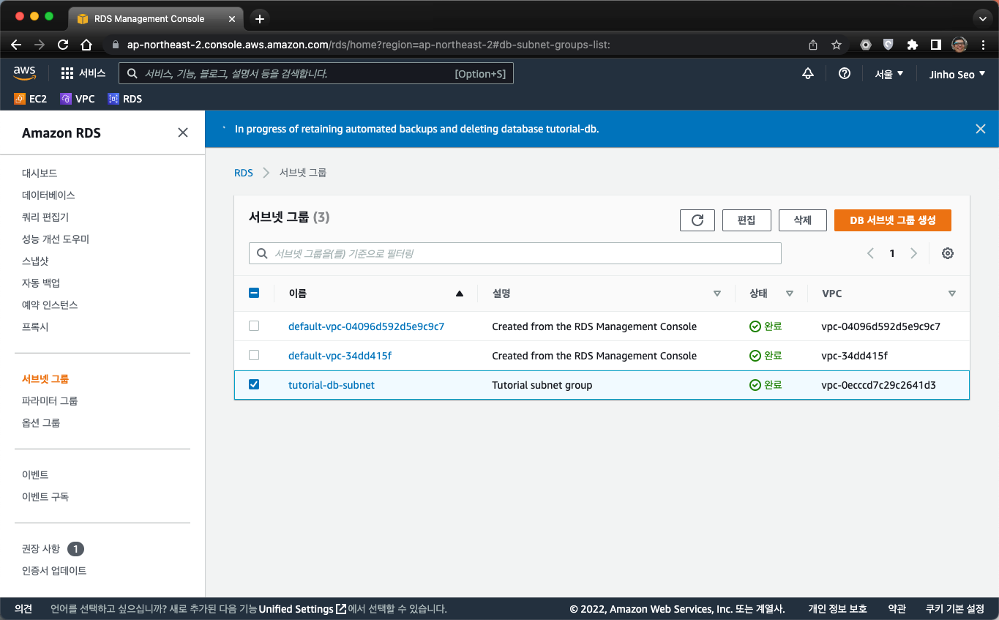 RDS Management Console
ap-northeast-2.console.aws.amazon.com/rds/home?region=ap-northeast-2#db-subnet-groups-list:
aws 서비스 서비스, 기능, 블로그, 설명서 등을 검색합니다. [Option+S] 서울 Jinho Seo
EC2 VPC RDS
Amazon RDS
In progress of retaining automated backups and deleting database tutorial-db.
대시보드
데이터베이스
쿼리 편집기
성능 개선 도우미
스냅샷
자동 백업
예약 인스턴스
프록시
서브넷 그룹
파라미터 그룹
옵션 그룹
이벤트
이벤트 구독
권장 사항 1
인증서 업데이트
RDS 서브넷 그룹
서브넷 그룹 (3)
편집 삭제 DB 서브넷 그룹 생성
서브넷 그룹을(를) 기준으로 필터링 1
이름 설명 상태 VPC
default-vpc-04096d592d5e9c9c7 Created from the RDS Management Console 완료 vpc-04096d592d5e9c9c7
default-vpc-34dd415f Created from the RDS Management Console 완료 vpc-34dd415f
tutorial-db-subnet Tutorial subnet group 완료 vpc-0ecccd7c29c2641d3
의견 언어를 선택하고 싶으십니까? 새로 추가된 다음 기능 Unified Settings 에서 선택할 수 있습니다. © 2022, Amazon Web Services, Inc. 또는 계열사. 개인 정보 보호 약관 쿠키 기본 설정